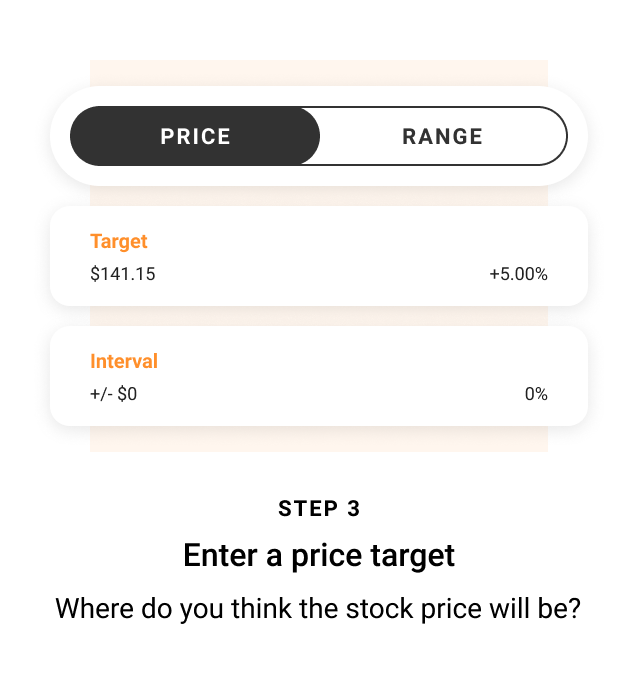 PRICE RANGE
Target
$141.15 +5.00%
Interval
+/- $0 0%
STEP 3
Enter a price target
Where do you think the stock price will be?